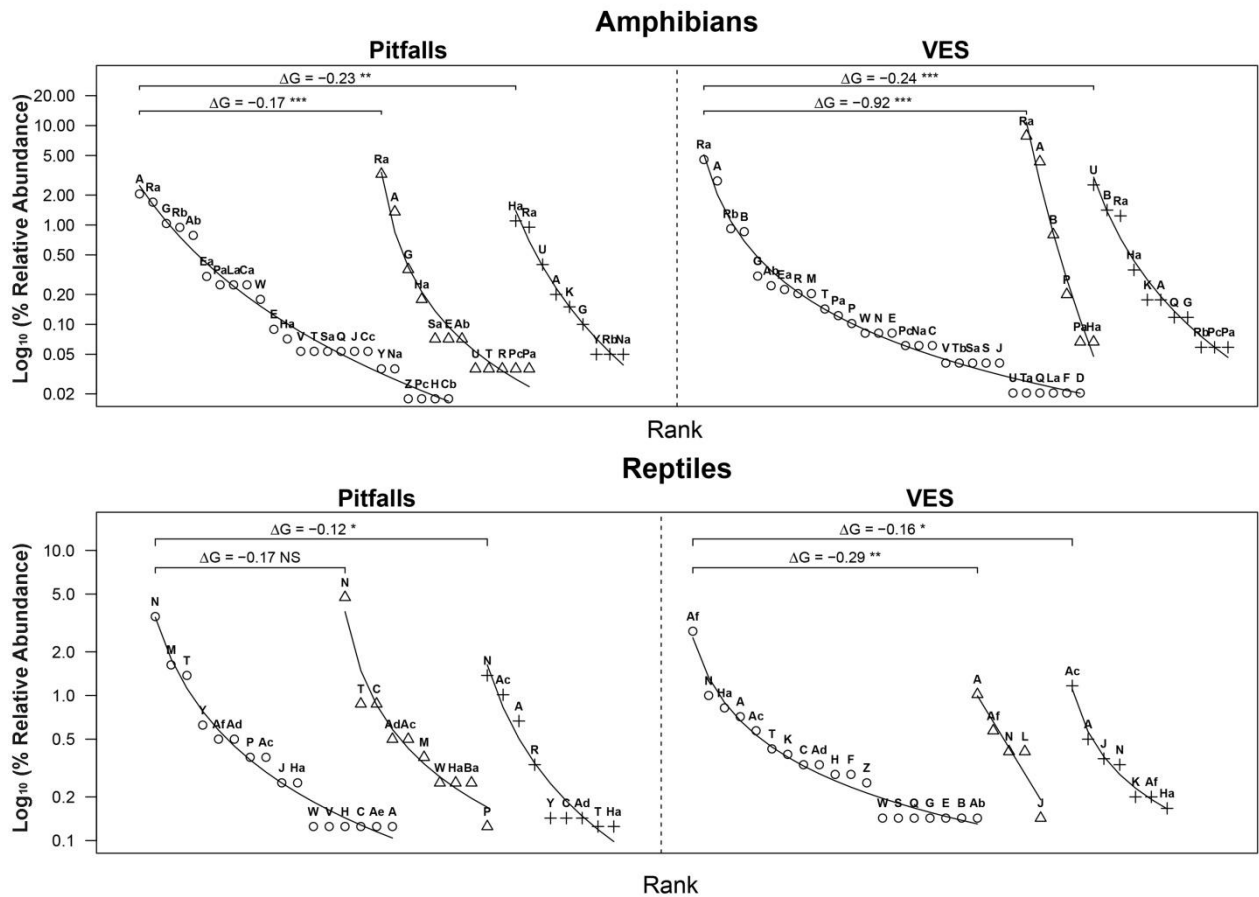 Amphibians
Pitfalls VES
ΔG = −0.23 ** ΔG = −0.24 ***
ΔG = −0.17 *** ΔG = −0.92 ***
20.00
10.00
5.00
2.00
1.00
0.50
0.20
0.10
0.05
0.02
Log₁₀ (% Relative Abundance)
A Ra G Rb Ab Ea Pa La Ca W E Ha V T Sa Q J Cc Y Na Z Pc H Cb
Ra A G Ha Sa E Ab U T R Pc Pa
Ha Ra U A K G Y Rb Na
Ra A Rb B G Ab Ea R M T Pa P W N E Pc Na C V Tb Sa S J U Ta Q La F D
Ra A B P Pa Ha
U B Ra Ha K A Q G Rb Pc Pa
Rank
Reptiles
Pitfalls VES
ΔG = −0.12 * ΔG = −0.16 *
ΔG = −0.17 NS ΔG = −0.29 **
10.0
5.0
2.0
1.0
0.5
0.2
0.1
Log₁₀ (% Relative Abundance)
N M T Y Af Ad P Ac J Ha W V H C Ae A
N T C Ad Ac M W Ha Ba P
N Ac A R Y C Ad T Ha
Af N Ha A Ac T K C Ad H F Z W S Q G E B Ab
A Af N L J
Ac A J N K Af Ha
Rank